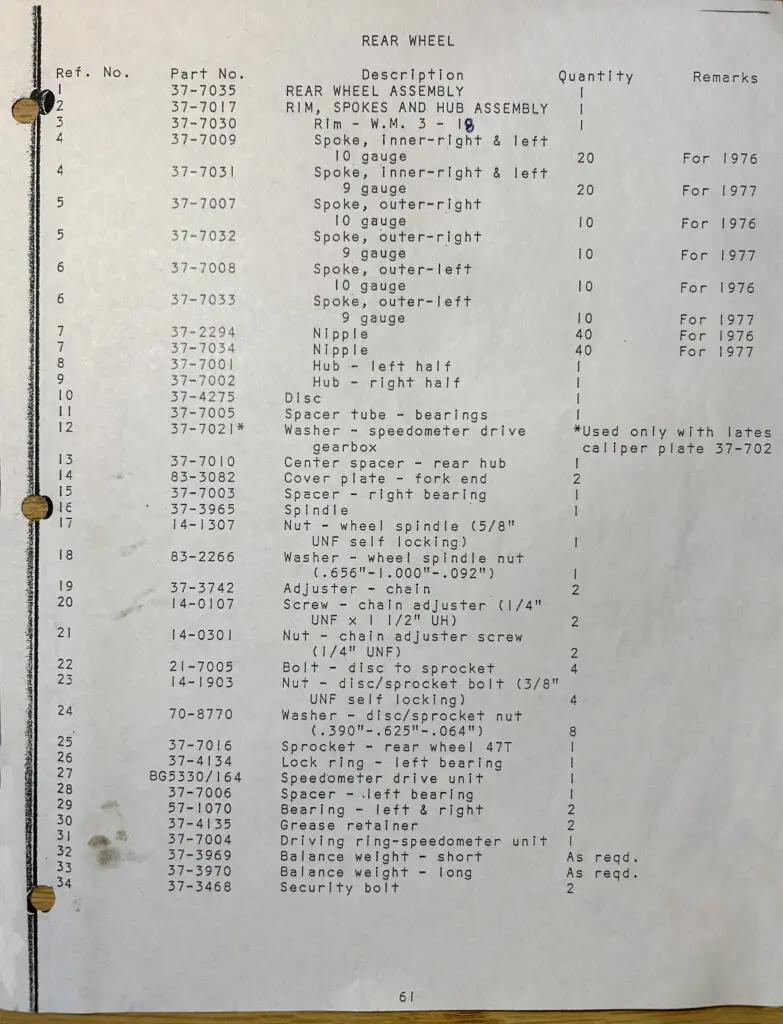 REAR WHEEL
Ref. No. Part No. Description Quantity Remarks
1 37-7035 REAR WHEEL ASSEMBLY 1
2 37-7017 RIM, SPOKES AND HUB ASSEMBLY 1
3 37-7030 Rim - W.M. 3 - 18 1
4 37-7009 Spoke, inner-right & left
10 gauge 20 For 1976
4 37-7031 Spoke, inner-right & left
9 gauge 20 For 1977
5 37-7007 Spoke, outer-right
10 gauge 10 For 1976
5 37-7032 Spoke, outer-right
9 gauge 10 For 1977
6 37-7008 Spoke, outer-left
10 gauge 10 For 1976
6 37-7033 Spoke, outer-left
9 gauge 10 For 1977
7 37-2294 Nipple 40 For 1976
7 37-7034 Nipple 40 For 1977
8 37-7001 Hub - left half 1
9 37-7002 Hub - right half 1
10 37-4275 Disc 1
11 37-7005 Spacer tube - bearings 1
12 37-7021* Washer - speedometer drive *Used only with lates
gearbox caliper plate 37-702
13 37-7010 Center spacer - rear hub 1
14 83-3082 Cover plate - fork end 2
15 37-7003 Spacer - right bearing 1
16 37-3965 Spindle 1
17 14-1307 Nut - wheel spindle (5/8"
UNF self locking) 1
18 83-2266 Washer - wheel spindle nut
(.656"-1.000"-.092") 1
19 37-3742 Adjuster - chain 2
20 14-0107 Screw - chain adjuster (1/4"
UNF x 1 1/2" UH) 2
21 14-0301 Nut - chain adjuster screw
(1/4" UNF) 2
22 21-7005 Bolt - disc to sprocket 4
23 14-1903 Nut - disc/sprocket bolt (3/8"
UNF self locking) 4
24 70-8770 Washer - disc/sprocket nut
(.390"-.625"-.064") 8
25 37-7016 Sprocket - rear wheel 47T 1
26 37-4134 Lock ring - left bearing 1
27 BG5330/164 Speedometer drive unit 1
28 37-7006 Spacer - left bearing 1
29 57-1070 Bearing - left & right 2
30 37-4135 Grease retainer 2
31 37-7004 Driving ring-speedometer unit 1
32 37-3969 Balance weight - short As reqd.
33 37-3970 Balance weight - long As reqd.
34 37-3468 Security bolt 2
61